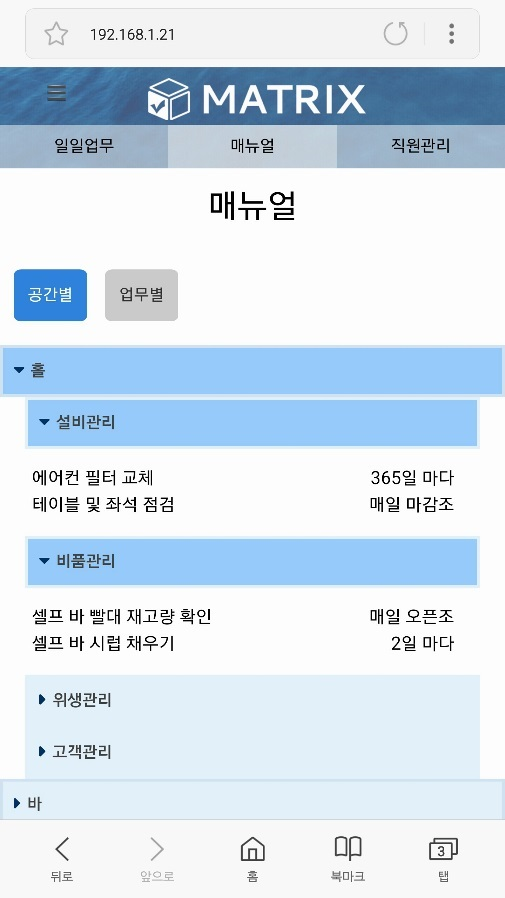 192.168.1.21
MATRIX
일일업무 매뉴얼 직원관리
매뉴얼
공간별 업무별
홀
설비관리
에어컨 필터 교체 365일 마다
테이블 및 좌석 점검 매일 마감조
비품관리
셀프 바 빨대 재고량 확인 매일 오픈조
셀프 바 시럽 채우기 2일 마다
위생관리
고객관리
바
3
뒤로 앞으로 홈 북마크 탭